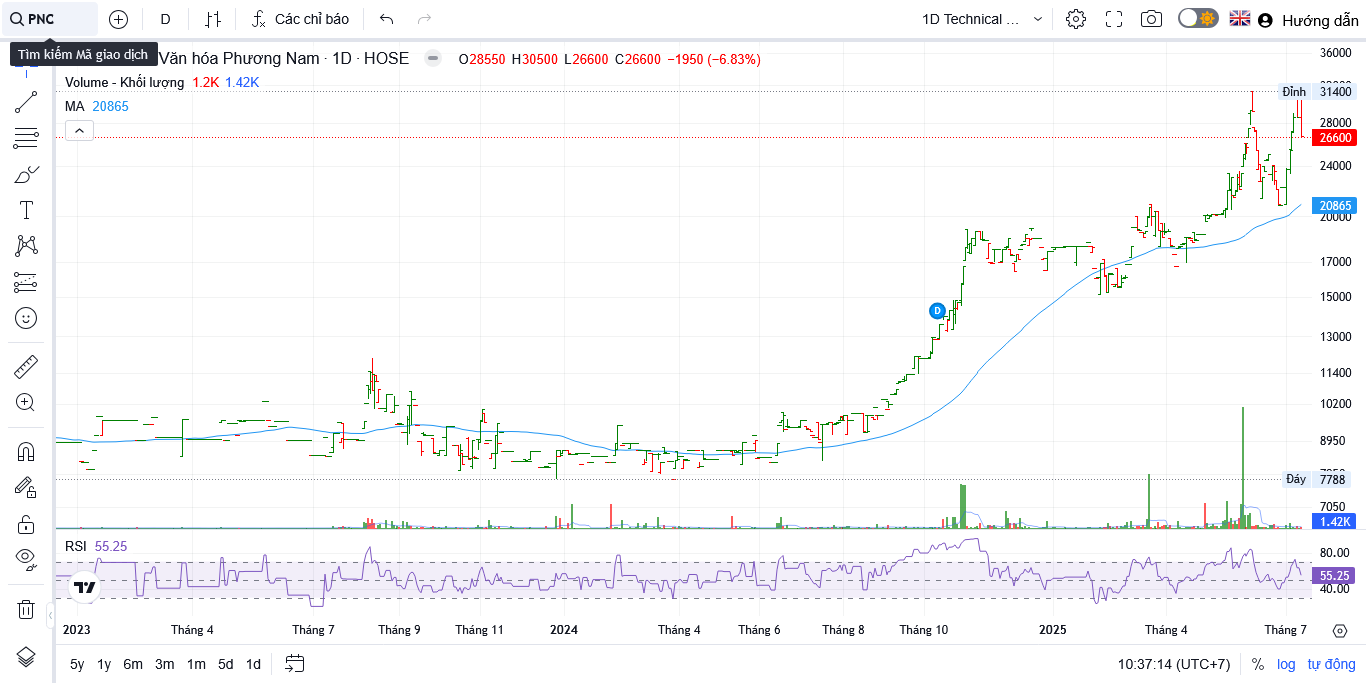 PNC
D
Các chỉ báo
1D Technical ...
Hướng dẫn
Tìm kiếm Mã giao dịch
Văn hóa Phương Nam · 1D · HOSE
O28550 H30500 L26600 C26600 −1950 (−6.83%)
Volume - Khối lượng 1.2K 1.42K
MA 20865
36000
Đỉnh 31400
28000
26600
24000
20865
20000
17000
15000
13000
11400
10200
8950
Đáy 7788
7050
1.42K
D
RSI 55.25
80.00
55.25
40.00
2023 Tháng 4 Tháng 7 Tháng 9 Tháng 11 2024 Tháng 4 Tháng 6 Tháng 8 Tháng 10 2025 Tháng 4 Tháng 7
5y 1y 6m 3m 1m 5d 1d
10:37:14 (UTC+7) % log tự động